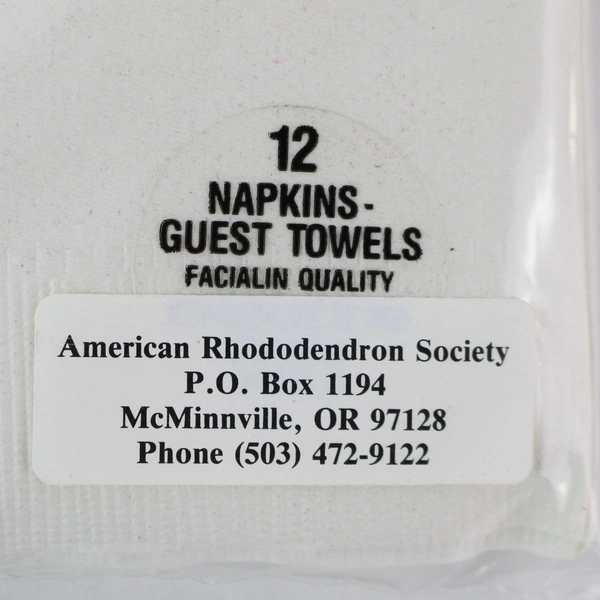 12
NAPKINS-
GUEST TOWELS
FACIALIN QUALITY
American Rhododendron Society
P.O. Box 1194
McMinnville, OR 97128
Phone (503) 472-9122